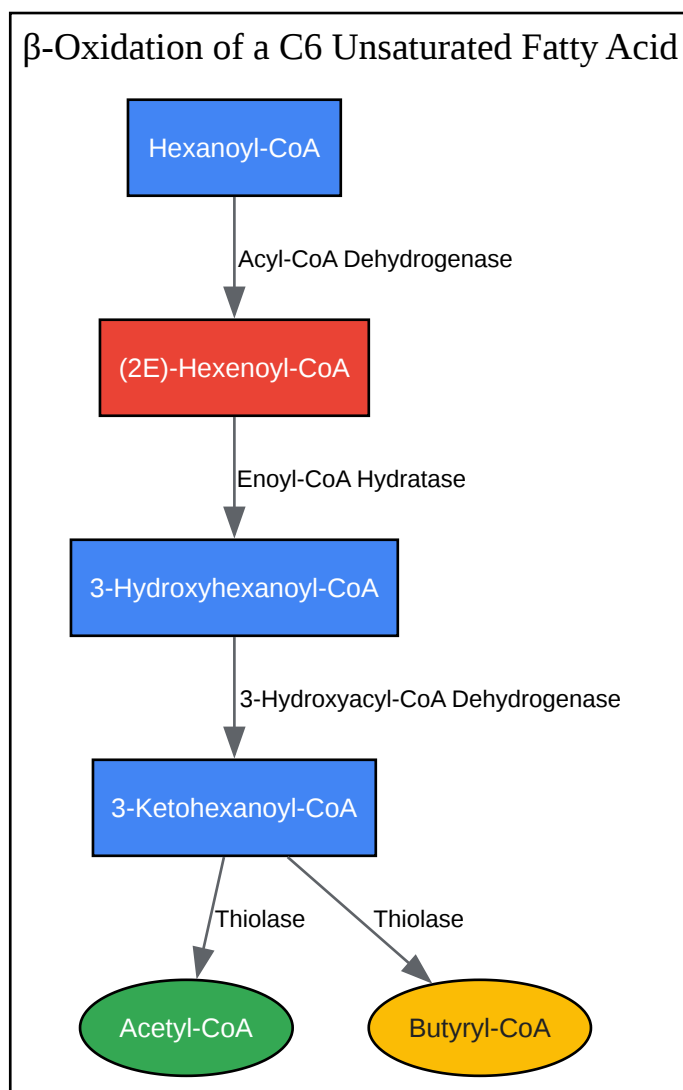 β-Oxidation of a C6 Unsaturated Fatty Acid
Hexanoyl-CoA
Acyl-CoA Dehydrogenase
(2E)-Hexenoyl-CoA
Enoyl-CoA Hydratase
3-Hydroxyhexanoyl-CoA
3-Hydroxyacyl-CoA Dehydrogenase
3-Ketohexanoyl-CoA
Thiolase
Thiolase
Acetyl-CoA
Butyryl-CoA